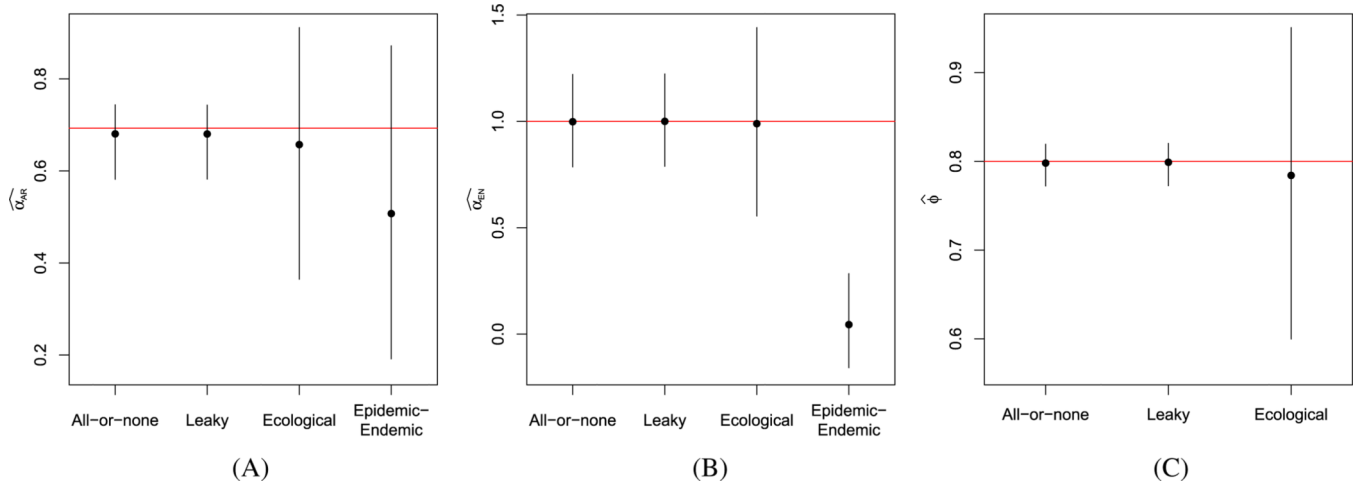 0.8
0.6
0.4
0.2
α̂AR
All-or-none
Leaky
Ecological
Epidemic-
Endemic
(A)
1.5
1.0
0.5
0.0
α̂EN
All-or-none
Leaky
Ecological
Epidemic-
Endemic
(B)
0.9
0.8
0.7
0.6
ϕ̂
All-or-none
Leaky
Ecological
(C)